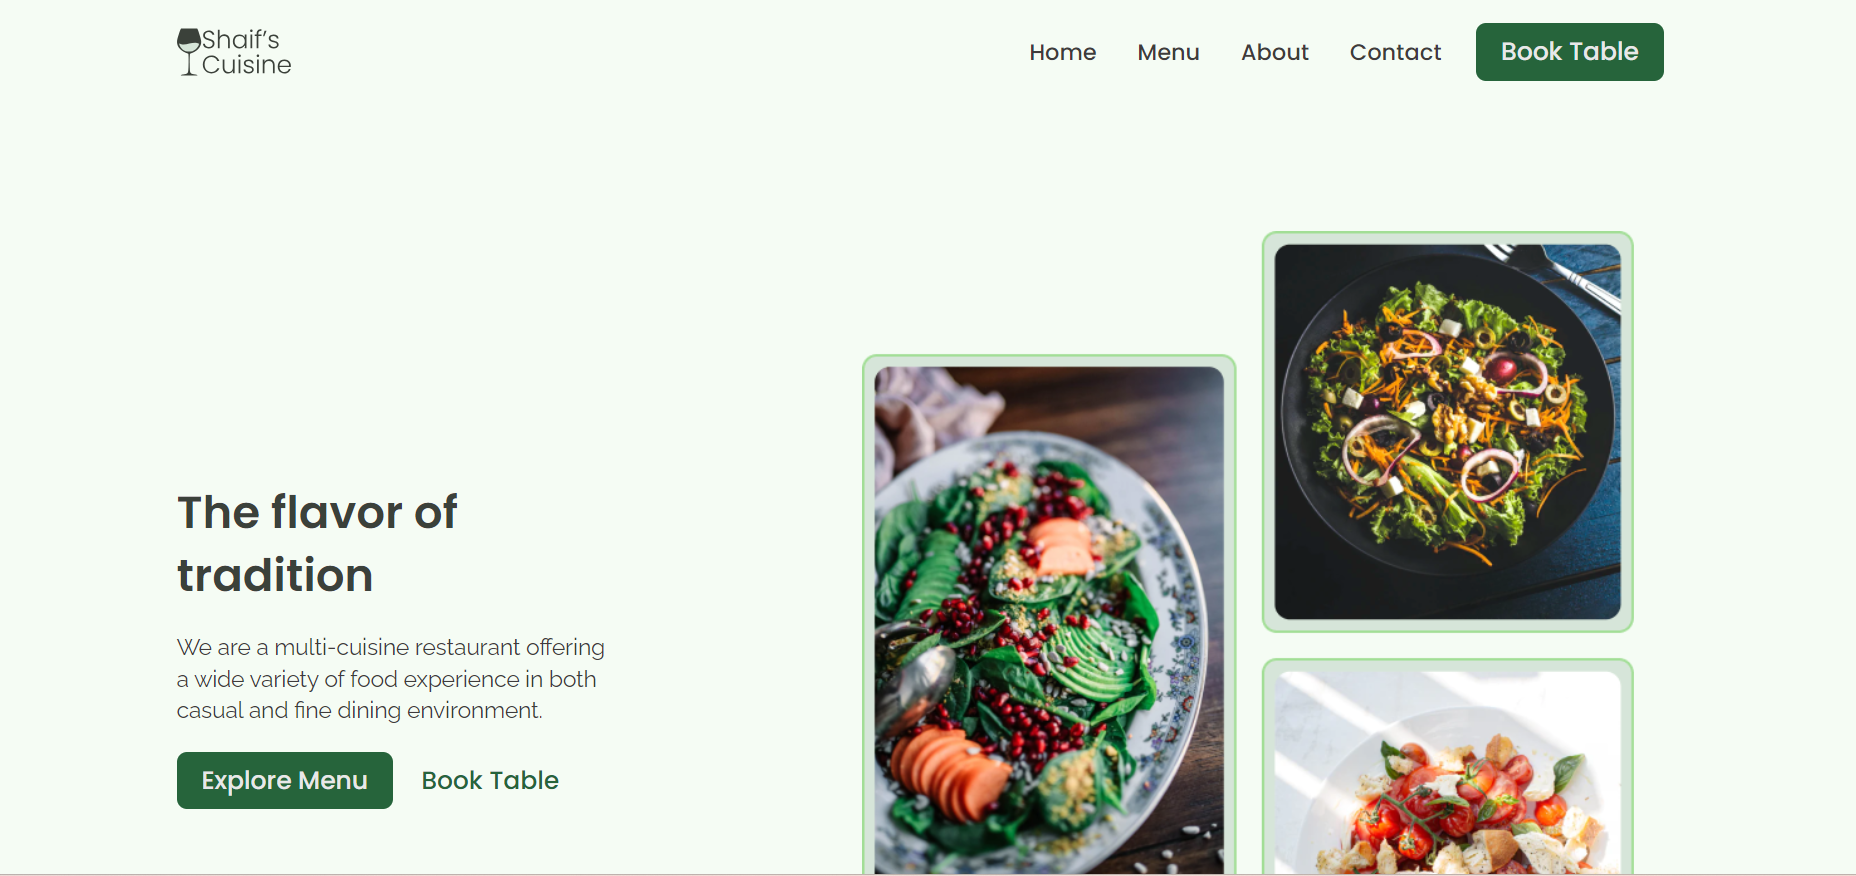 Shaif's
Cuisine
Home Menu About Contact Book Table
The flavor of
tradition
We are a multi-cuisine restaurant offering
a wide variety of food experience in both
casual and fine dining environment.
Explore Menu Book Table